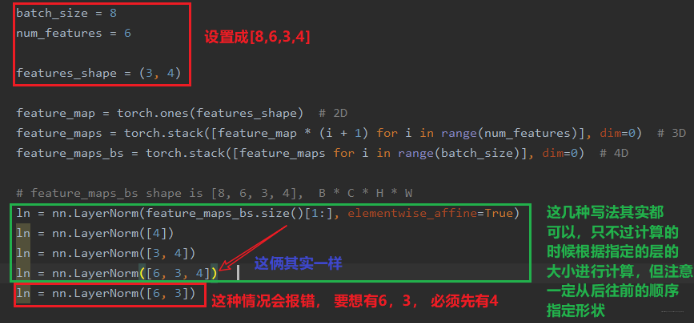 batch_size = 8
num_features = 6
设置成[8,6,3,4]
features_shape = (3, 4)
feature_map = torch.ones(features_shape)  # 2D
feature_maps = torch.stack([feature_map * (i + 1) for i in range(num_features)], dim=0)  # 3D
feature_maps_bs = torch.stack([feature_maps for i in range(batch_size)], dim=0)  # 4D
# feature_maps_bs shape is [8, 6, 3, 4],  B * C * H * W
ln = nn.LayerNorm(feature_maps_bs.size()[1:], elementwise_affine=True)
ln = nn.LayerNorm([4])
ln = nn.LayerNorm([3, 4])
ln = nn.LayerNorm([6, 3, 4])
这俩其实一样
ln = nn.LayerNorm([6, 3])
这种情况会报错， 要想有6，3， 必须先有4
这几种写法其实都
可以，只不过计算的
时候根据指定的层的
大小进行计算，但注意
一定从后往前的顺序
指定形状